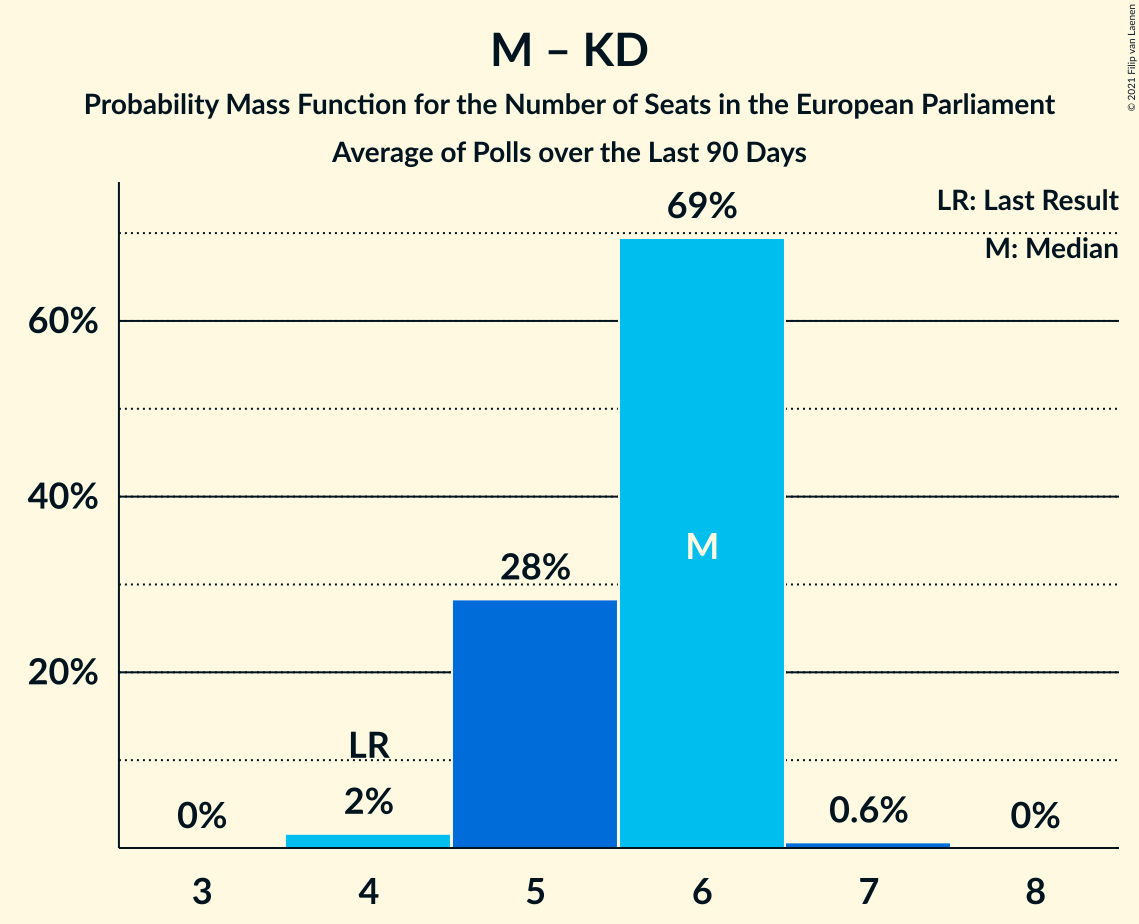 M – KD
Probability Mass Function for the Number of Seats in the European Parliament
Average of Polls over the Last 90 Days
© 2021 Filip van Laenen
LR: Last Result
M: Median
60%
40%
20%
0%
LR
2%
28%
69%
M
0.6%
0%
3 4 5 6 7 8